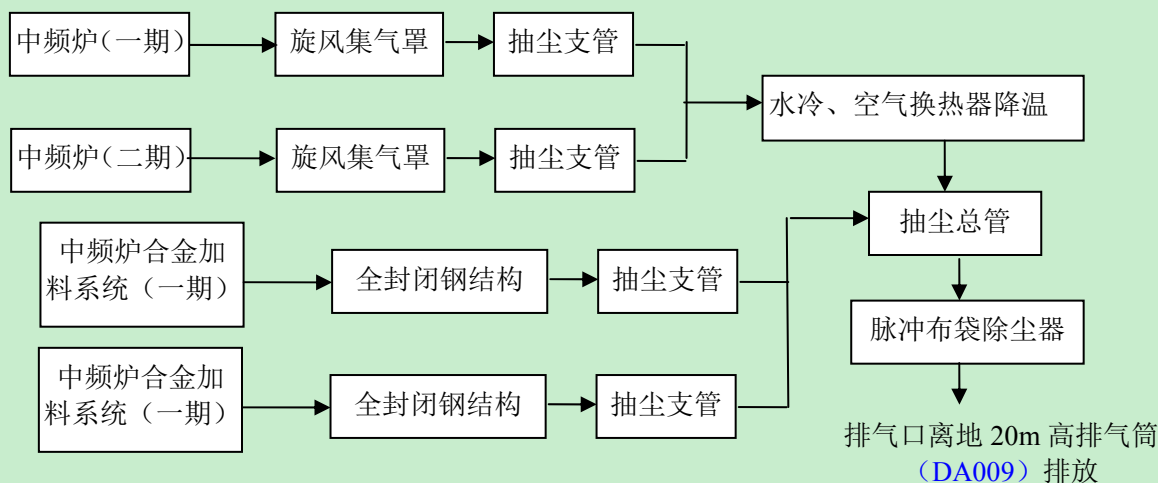 中频炉（一期）
旋风集气罩
抽尘支管
水冷、空气换热器降温
中频炉（二期）
旋风集气罩
抽尘支管
抽尘总管
中频炉合金加
料系统（一期）
全封闭钢结构
抽尘支管
脉冲布袋除尘器
中频炉合金加
料系统（一期）
全封闭钢结构
抽尘支管
排气口离地 20m 高排气筒
（DA009）排放